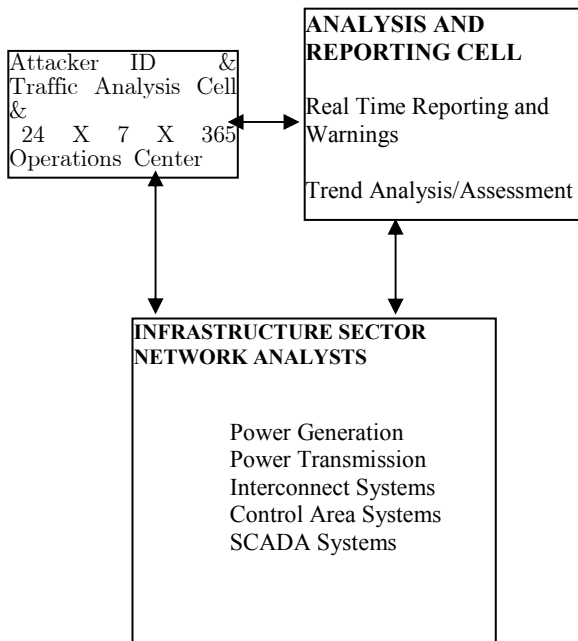 Attacker ID &
Traffic Analysis Cell
&
24 X 7 X 365
Operations Center
ANALYSIS AND
REPORTING CELL
Real Time Reporting and
Warnings
Trend Analysis/Assessment
INFRASTRUCTURE SECTOR
NETWORK ANALYSTS
Power Generation
Power Transmission
Interconnect Systems
Control Area Systems
SCADA Systems